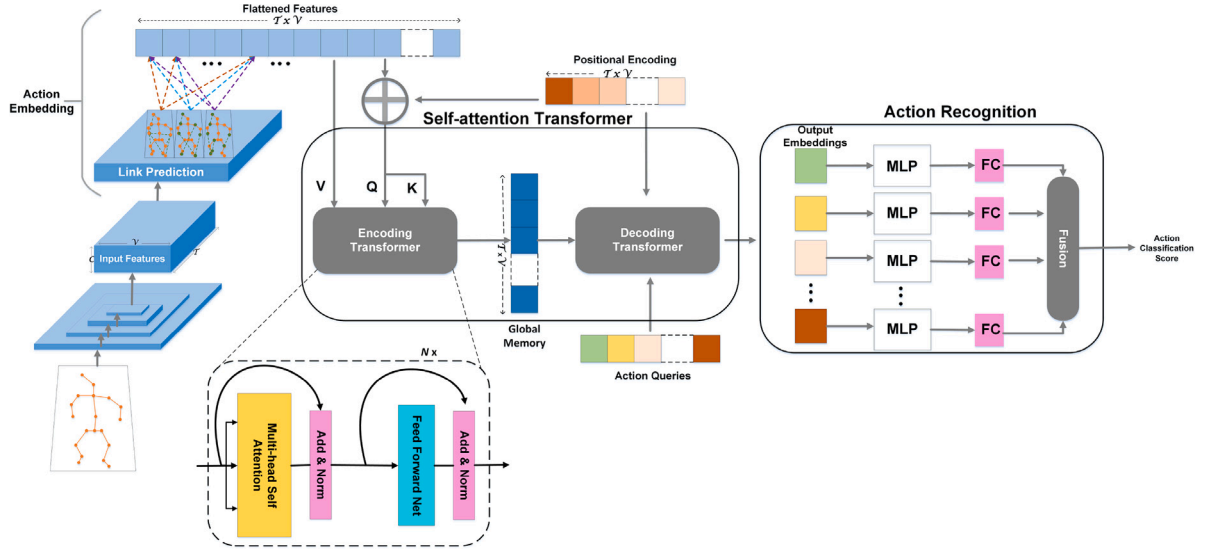 Flattened Features
𝒯 x 𝒱
Action
Embedding
Positional Encoding
𝒯 x 𝒱
Link Prediction
Self-attention Transformer
V
Q
K
Encoding
Transformer
𝒯 x 𝒱
Global
Memory
Decoding
Transformer
Action Queries
𝒱
C
𝒯
Input Features
N x
Multi-head Self
Attention
Add & Norm
Feed Forward Net
Add & Norm
Action Recognition
Output
Embeddings
MLP
FC
MLP
FC
MLP
FC
MLP
FC
Fusion
Action
Classification
Score